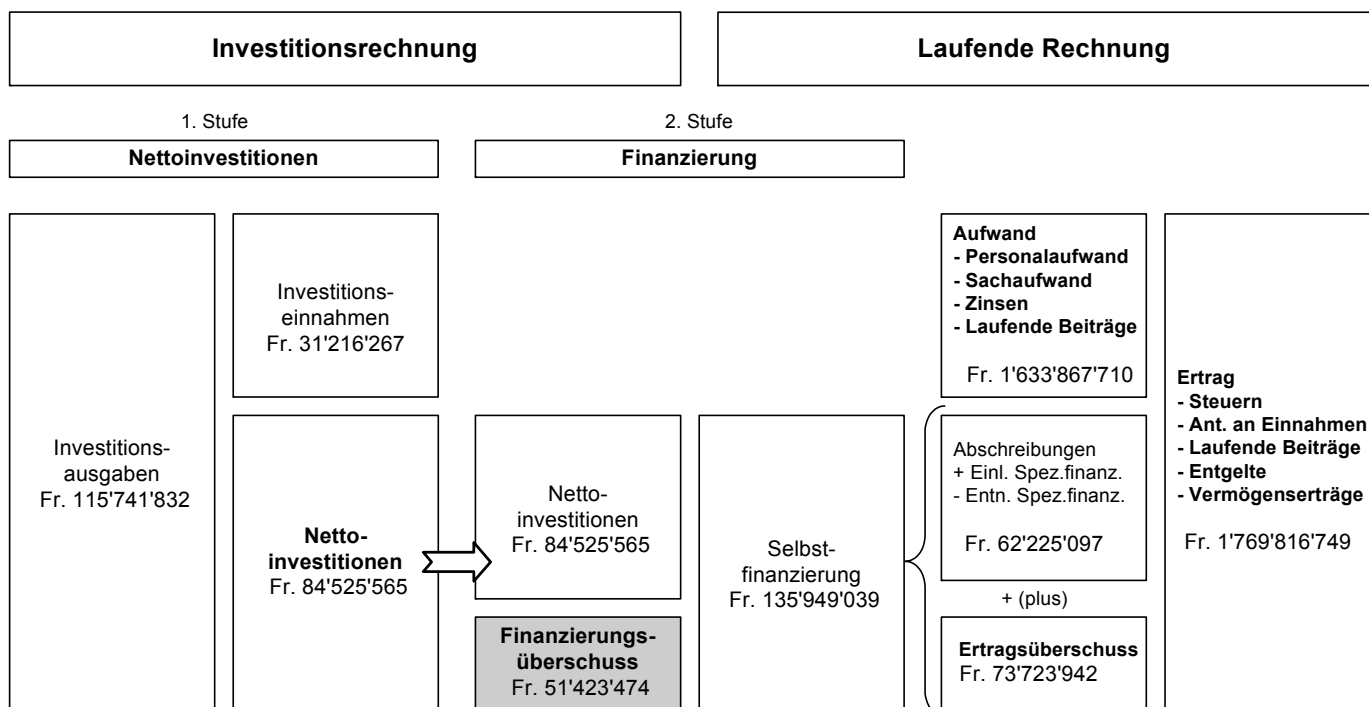 Investitionsrechnung
Laufende Rechnung
1. Stufe
2. Stufe
Nettoinvestitionen
Finanzierung
Investitions-
ausgaben
Fr. 115'741'832
Investitions-
einnahmen
Fr. 31'216'267
Netto-
investitionen
Fr. 84'525'565
Netto-
investitionen
Fr. 84'525'565
Finanzierungs-
überschuss
Fr. 51'423'474
Selbst-
finanzierung
Fr. 135'949'039
Aufwand
- Personalaufwand
- Sachaufwand
- Zinsen
- Laufende Beiträge
Fr. 1'633'867'710
Abschreibungen
+ Einl. Spez.finanz.
- Entn. Spez.finanz.
Fr. 62'225'097
+ (plus)
Ertragsüberschuss
Fr. 73'723'942
Ertrag
- Steuern
- Ant. an Einnahmen
- Laufende Beiträge
- Entgelte
- Vermögenserträge
Fr. 1'769'816'749